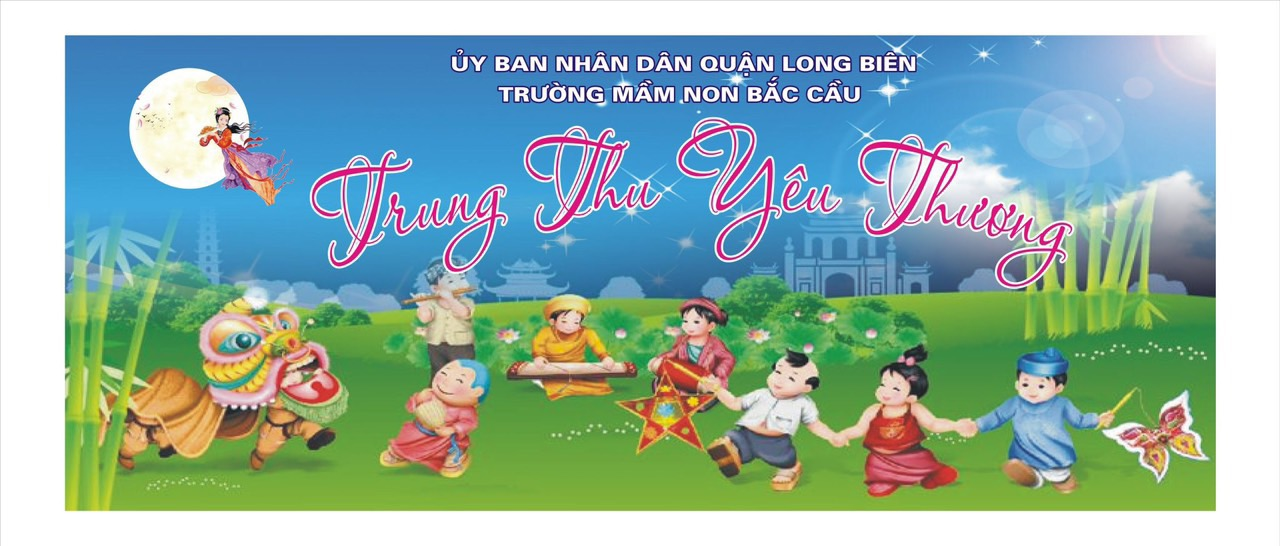 ỦY BAN NHÂN DÂN QUẬN LONG BIÊN
TRƯỜNG MẦM NON BẮC CẦU
Trung Thu Yêu Thương